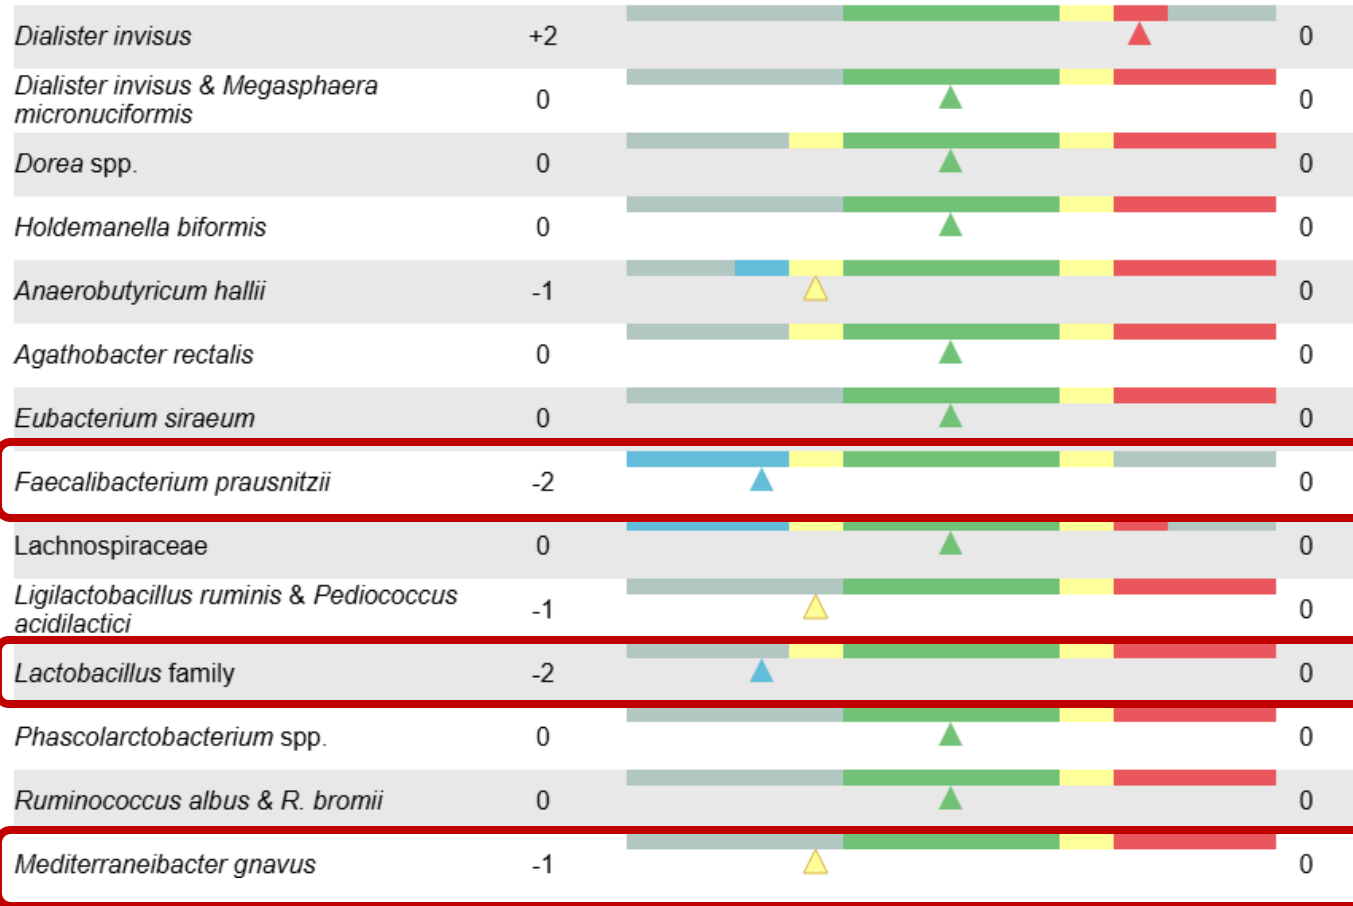 Dialister invisus +2 0
Dialister invisus & Megasphaera
micronuciformis 0 0
Dorea spp. 0 0
Holdemanella biformis 0 0
Anaerobutyricum hallii -1 0
Agathobacter rectalis 0 0
Eubacterium siraeum 0 0
Faecalibacterium prausnitzii -2 0
Lachnospiraceae 0 0
Ligilactobacillus ruminis & Pediococcus
acidilactici -1 0
Lactobacillus family -2 0
Phascolarctobacterium spp. 0 0
Ruminococcus albus & R. bromii 0 0
Mediterraneibacter gnavus -1 0